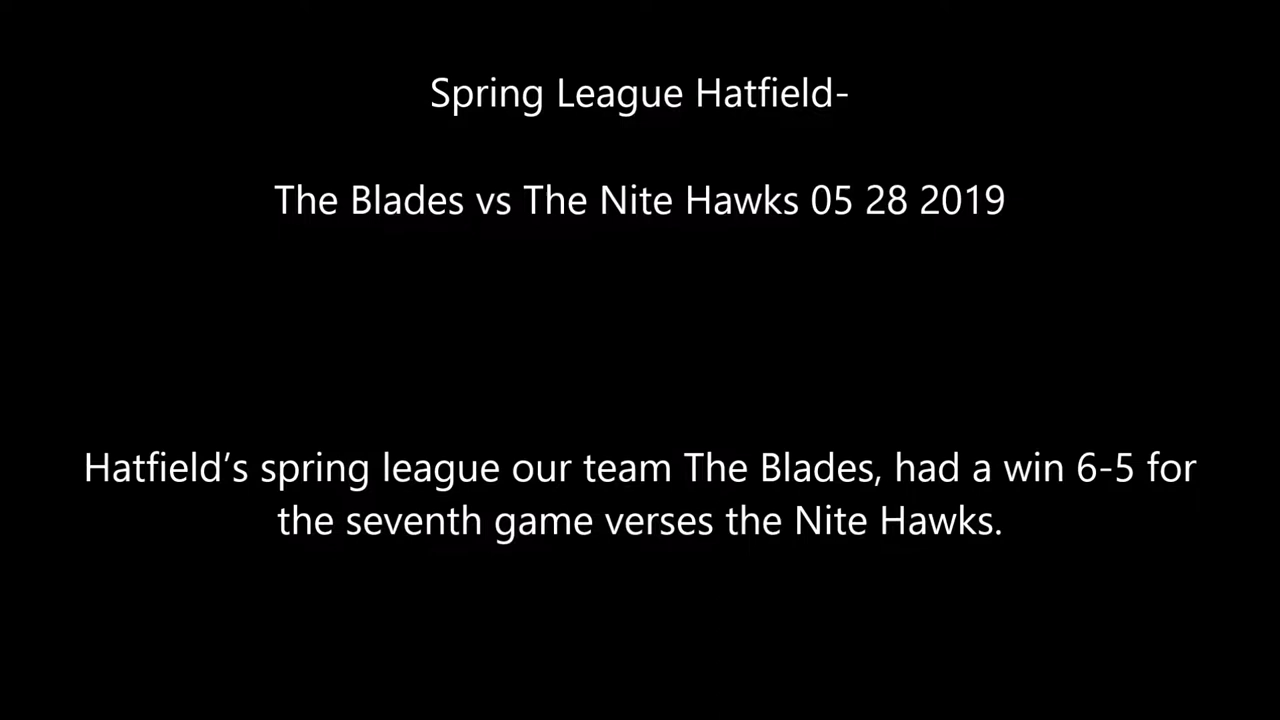 Spring League Hatfield-
The Blades vs The Nite Hawks 05 28 2019
Hatfield’s spring league our team The Blades, had a win 6-5 for
the seventh game verses the Nite Hawks.